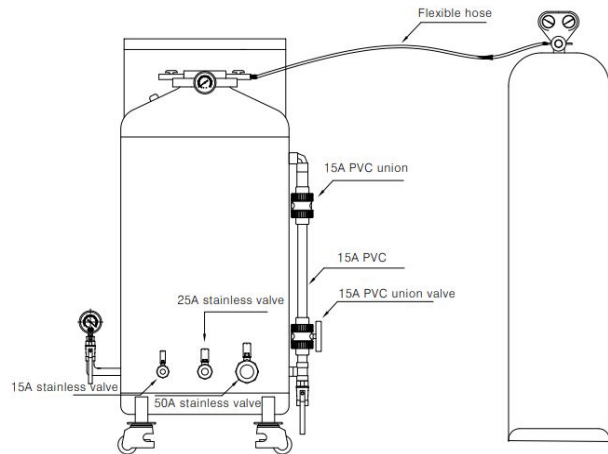 Flexible hose
15A PVC union
15A PVC
15A PVC union valve
25A stainless valve
15A stainless valve
50A stainless valve